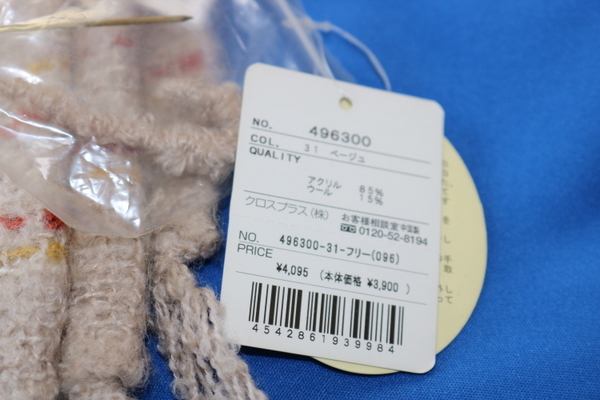 NO. 496300
COL. 31 ベージュ
QUALITY
アクリル 85%
ウール 15%
クロスプラス(株) お客様相談室中国系
0120-52-8194
NO. 496300-31-フリー(096)
PRICE
¥4,095 (本体価格 ¥3,900 )
4542861939984